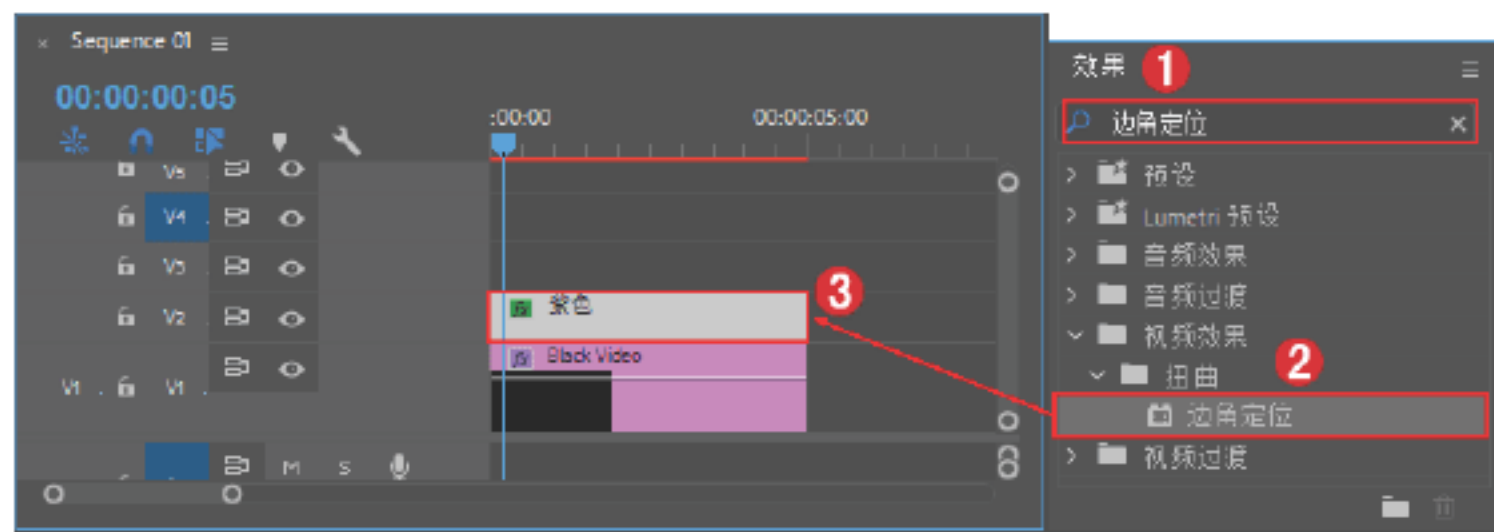 Sequence 01
00:00:00:05
:00:00 00:00:05:00
V5
V4
V3
V2
V1 V1
M S
紫色
Black Video
3
效果 1
边角定位
预设
Lumetri 预设
音频效果
音频过渡
视频效果
扭曲 2
边角定位
视频过渡